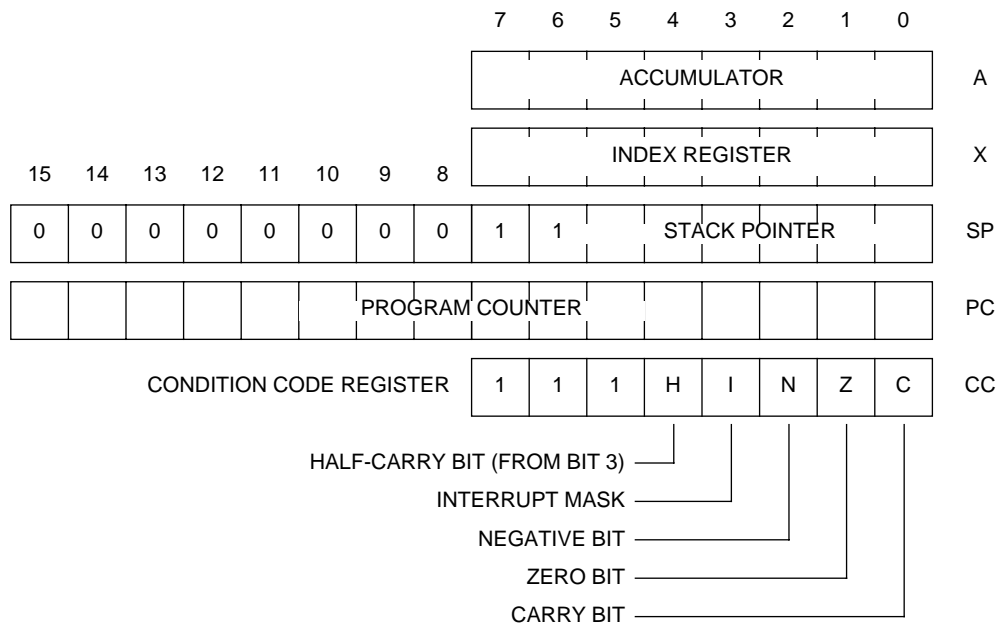 7 6 5 4 3 2 1 0
ACCUMULATOR A
INDEX REGISTER X
15 14 13 12 11 10 9 8
0 0 0 0 0 0 0 0 1 1 STACK POINTER SP
PROGRAM COUNTER PC
CONDITION CODE REGISTER 1 1 1 H I N Z C CC
HALF-CARRY BIT (FROM BIT 3)
INTERRUPT MASK
NEGATIVE BIT
ZERO BIT
CARRY BIT